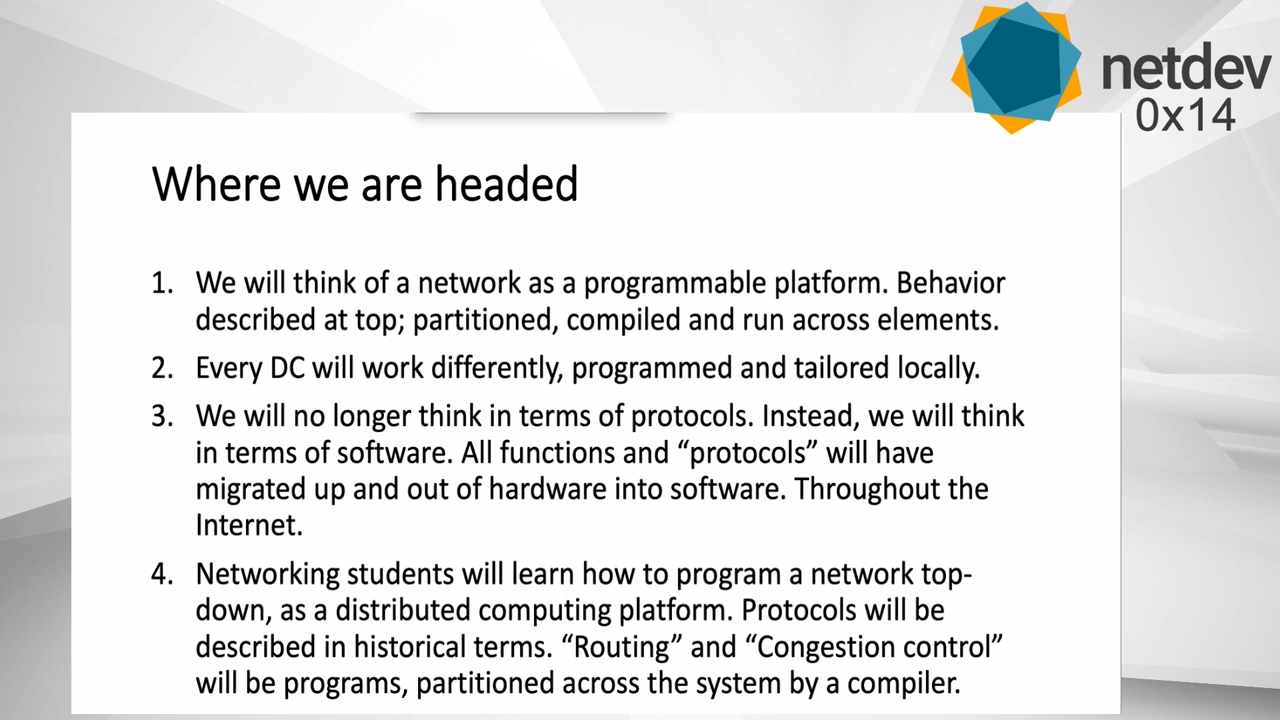 netdev
0x14
Where we are headed
1. We will think of a network as a programmable platform. Behavior
described at top; partitioned, compiled and run across elements.
2. Every DC will work differently, programmed and tailored locally.
3. We will no longer think in terms of protocols. Instead, we will think
in terms of software. All functions and “protocols” will have
migrated up and out of hardware into software. Throughout the
Internet.
4. Networking students will learn how to program a network top-
down, as a distributed computing platform. Protocols will be
described in historical terms. “Routing” and “Congestion control”
will be programs, partitioned across the system by a compiler.